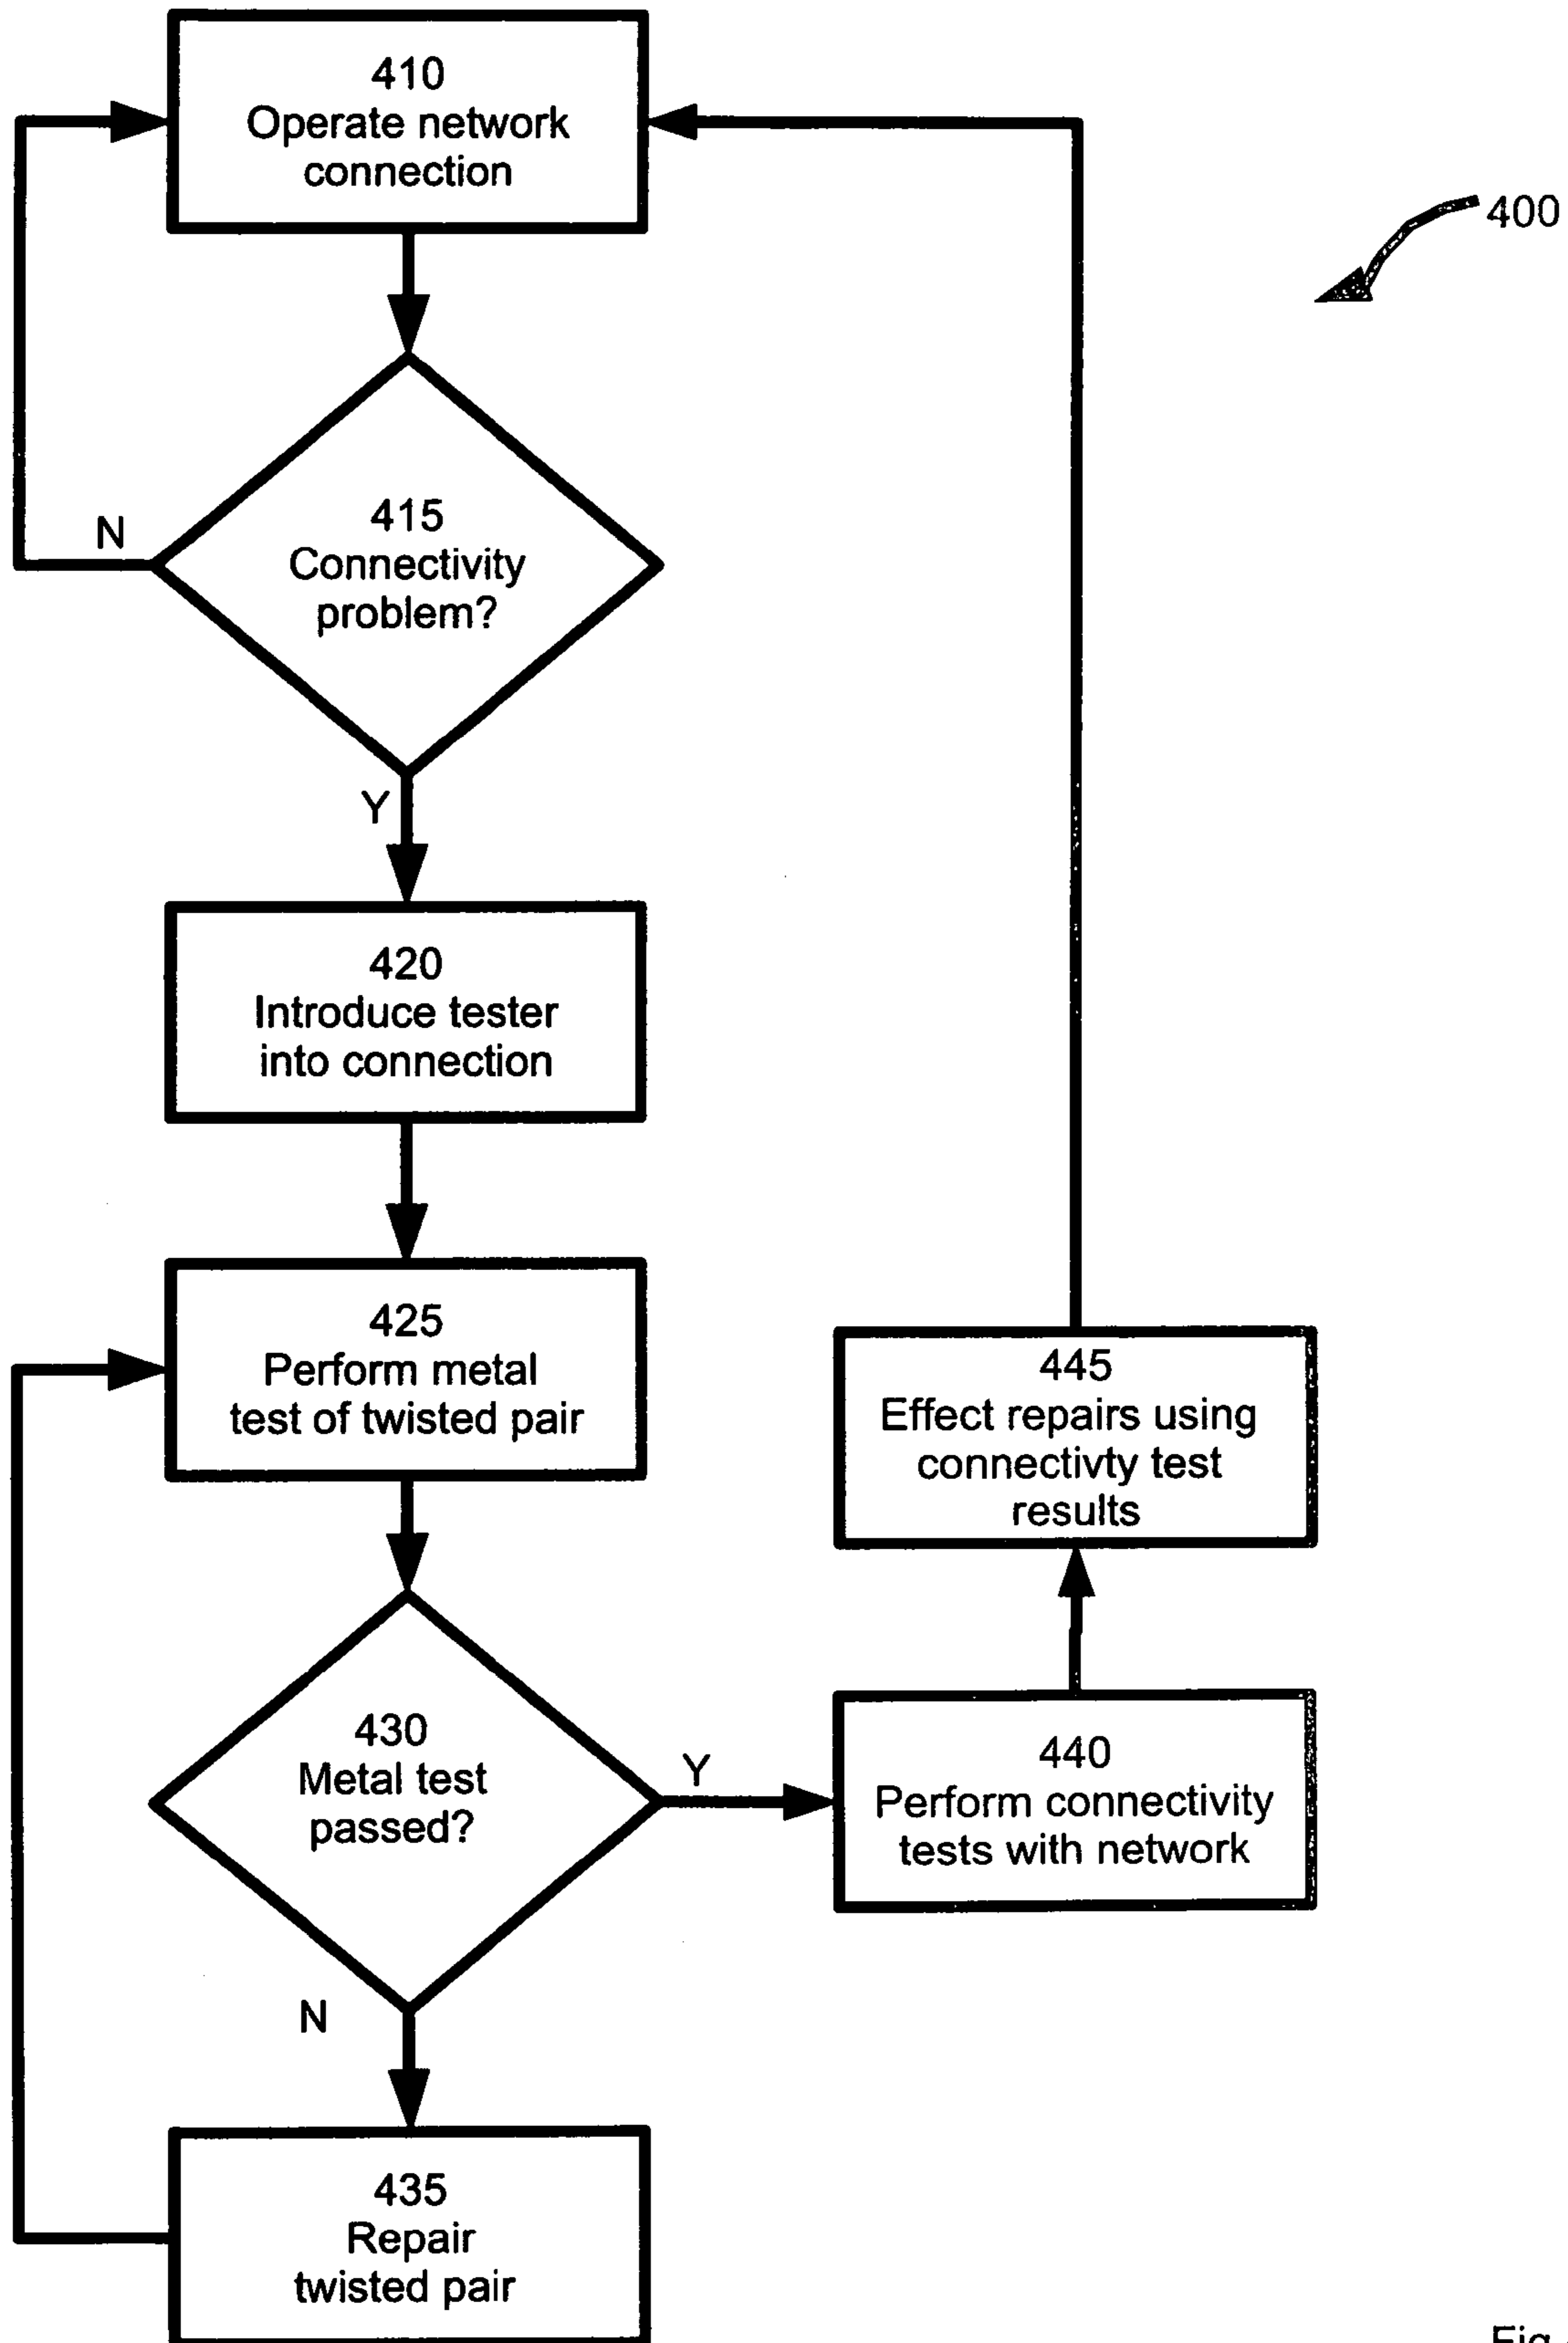 410
Operate network
connection
400
N
415
Connectivity
problem?
Y
420
Introduce tester
into connection
425
Perform metal
test of twisted pair
445
Effect repairs using
connectivty test
results
430
Metal test
passed?
Y
440
Perform connectivity
tests with network
N
435
Repair
twisted pair
Fig